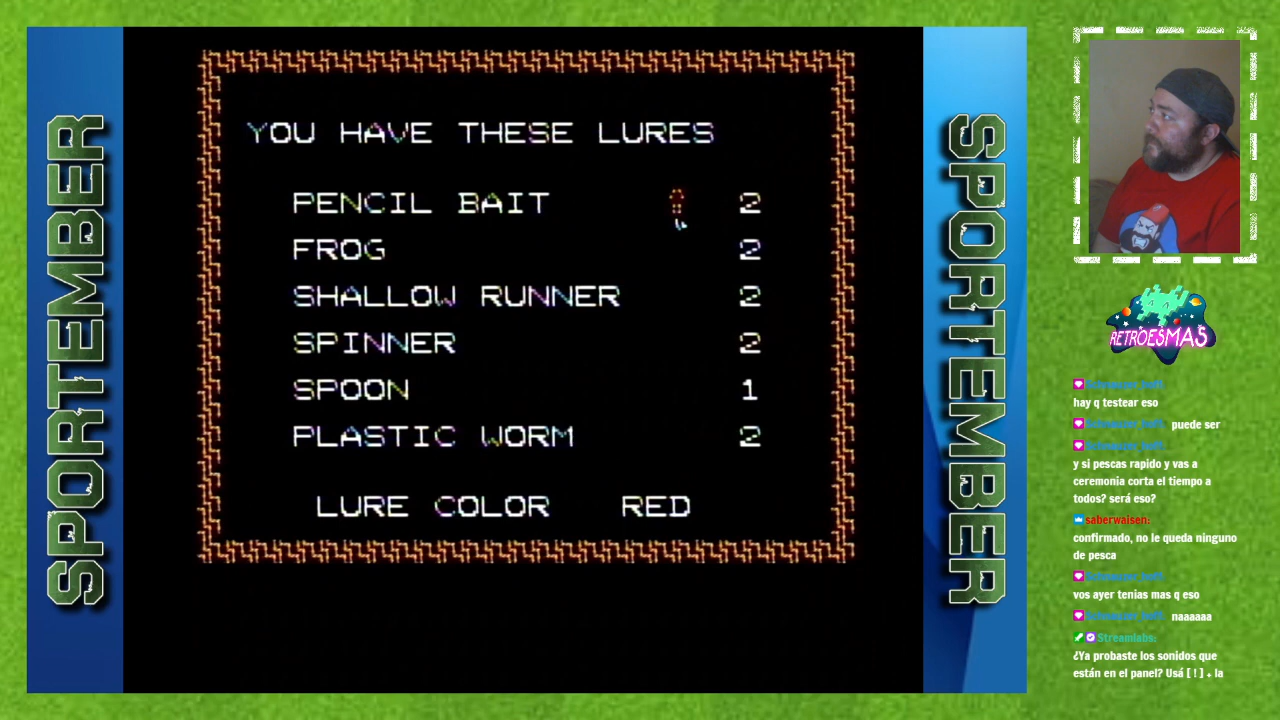 SPORTEMBER
YOU HAVE THESE LURES
PENCIL BAIT 2
FROG 2
SHALLOW RUNNER 2
SPINNER 2
SPOON 1
PLASTIC WORM 2
LURE COLOR RED
SPORTEMBER
RETROESMAS
hay q testear eso
puede ser
y si pescas rapido y vas a
ceremonia corta el tiempo a
todos? será eso?
saberwaisen:
confirmado, no le queda ninguno
de pesca
vos ayer tenias mas q eso
naaaaaa
Streamlabs:
¿Ya probaste los sonidos que
están en el panel? Usá [ ! ] + la